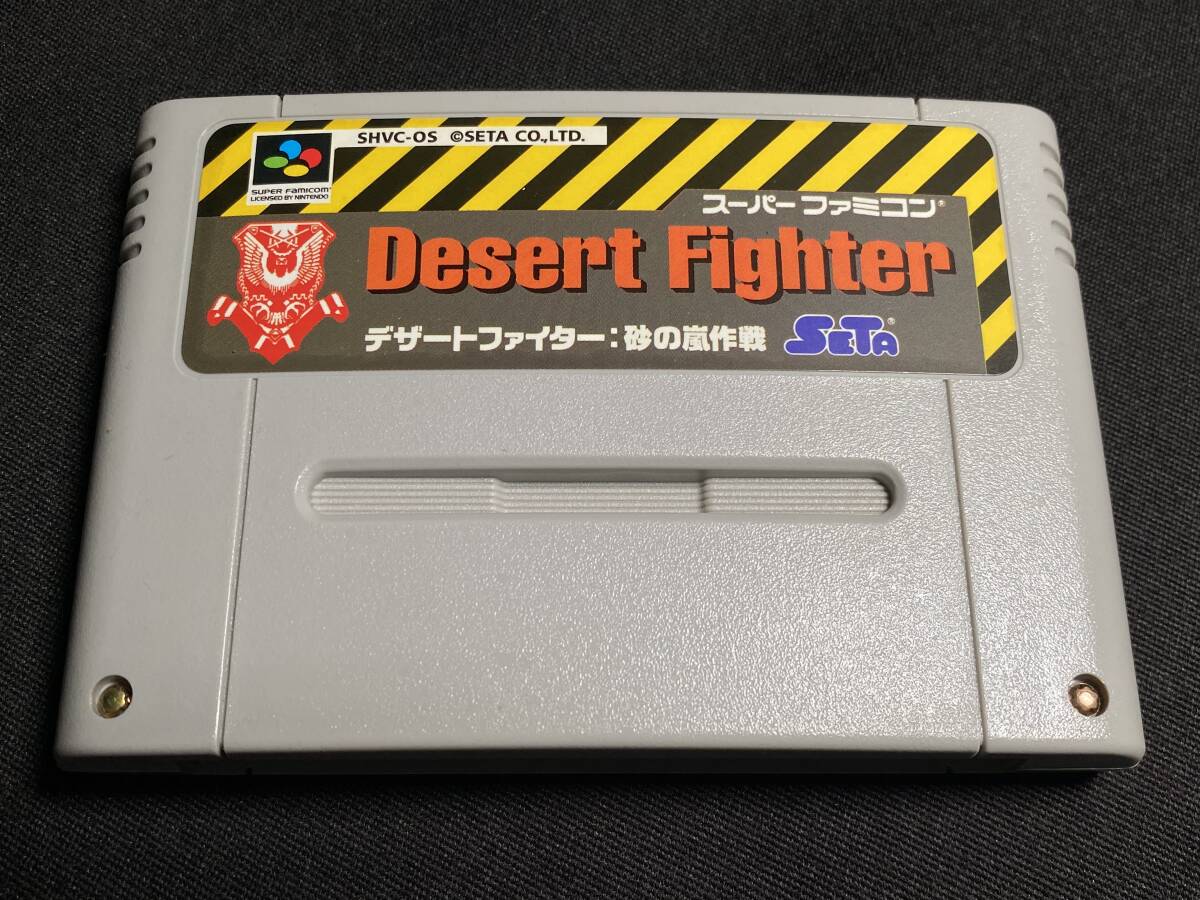 SHVC-OS ©SETA CO.,LTD.
SUPER FAMICOM
LICENSED BY NINTENDO
スーパーファミコン®
Desert Fighter
デザートファイター:砂の嵐作戦
SETA®